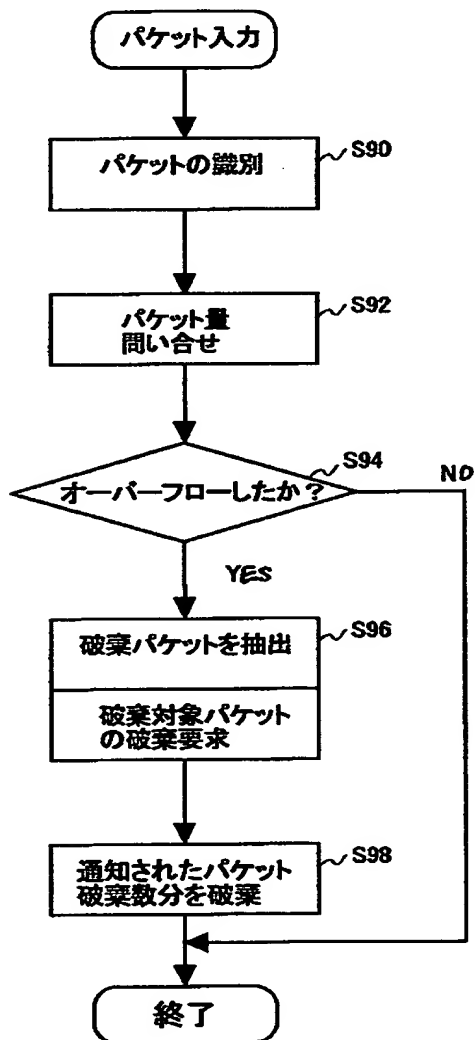 パケット入力
パケットの識別
S90
パケット量
問い合せ
S92
オーバーフローしたか？
S94
NO
YES
破棄パケットを抽出
S96
破棄対象パケット
の破棄要求
通知されたパケット
破棄数分を破棄
S98
終了